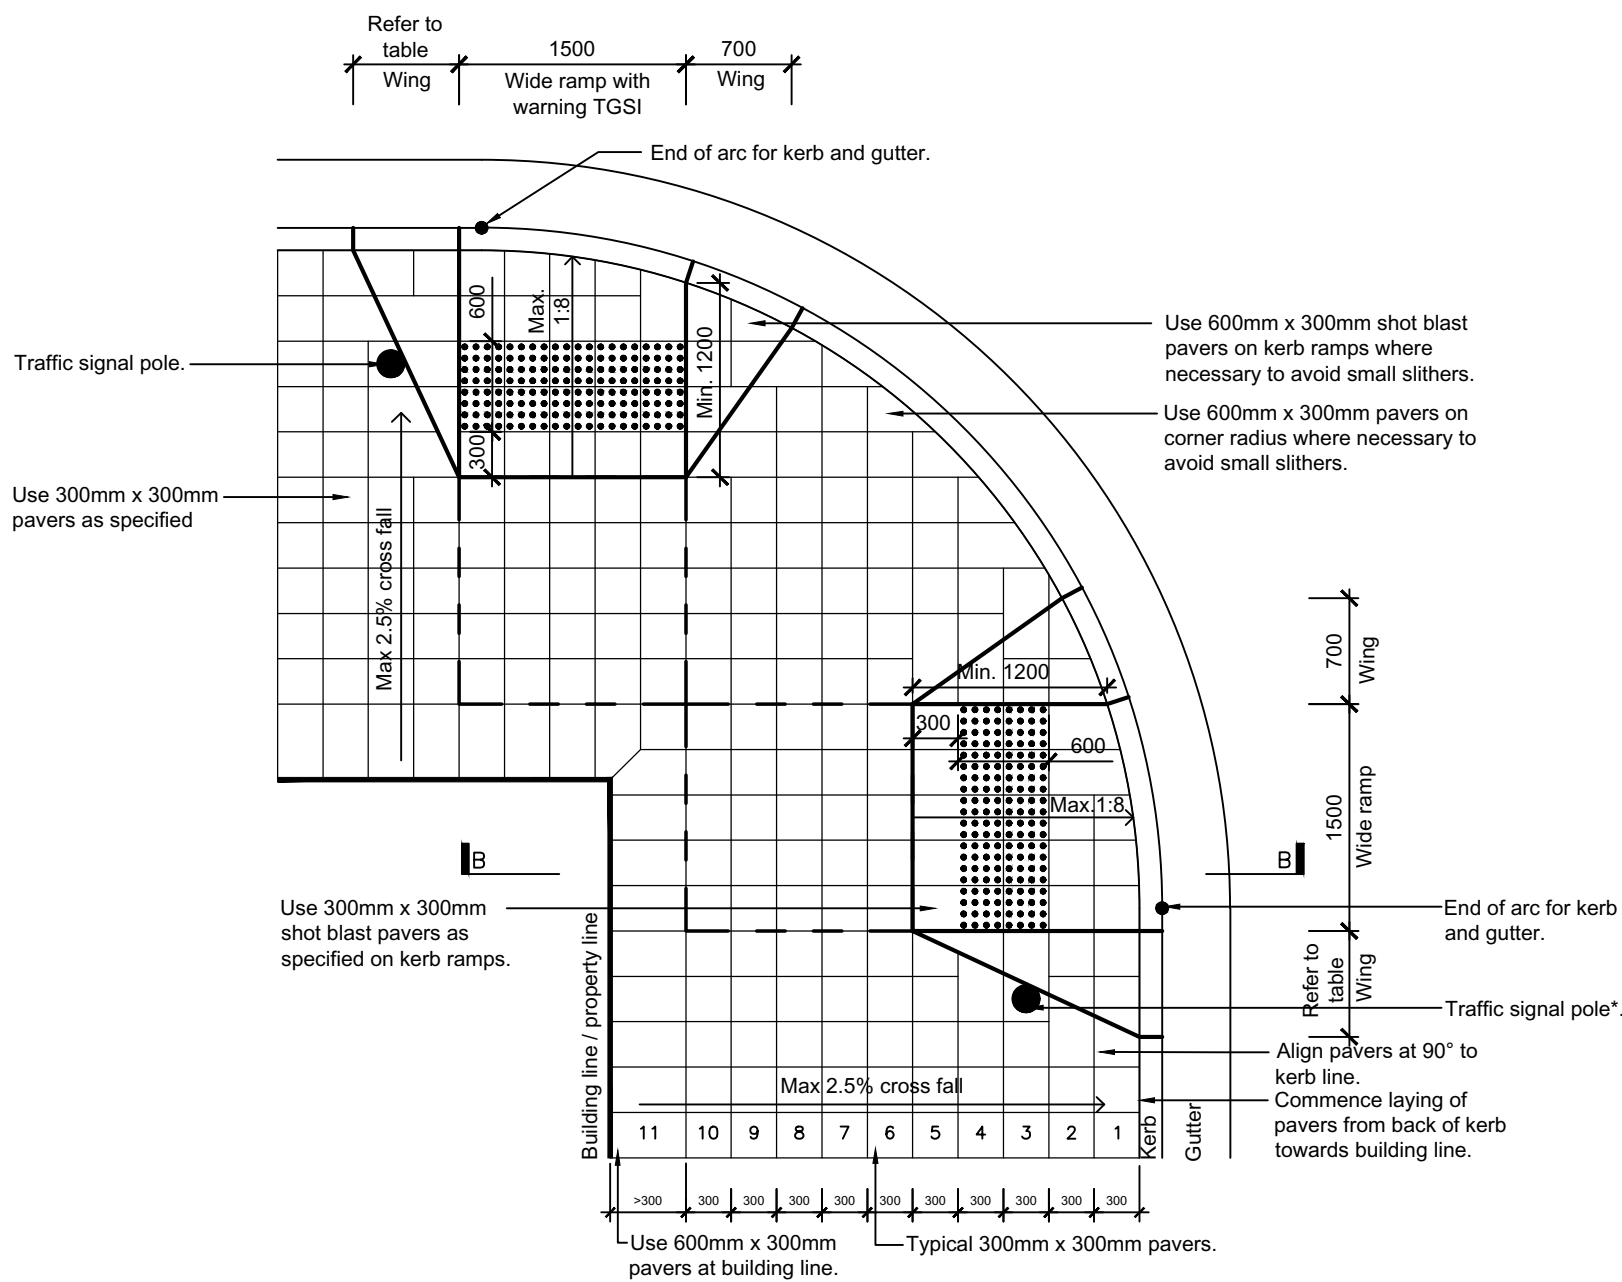 Refer to
table
Wing
1500
Wide ramp with
warning TGSI
700
Wing
End of arc for kerb and gutter.
600
Max.
1:8
Min. 1200
300
Traffic signal pole.
Use 600mm x 300mm shot blast
pavers on kerb ramps where
necessary to avoid small slithers.
Use 600mm x 300mm pavers on
corner radius where necessary to
avoid small slithers.
Use 300mm x 300mm
pavers as specified
Max 2.5% cross fall
Min. 1200
300
600
Max.1:8
700
Wing
1500
Wide ramp
Refer to
table
Wing
B
B
Use 300mm x 300mm
shot blast pavers as
specified on kerb ramps.
End of arc for kerb
and gutter.
Traffic signal pole*.
Align pavers at 90° to
kerb line.
Commence laying of
pavers from back of kerb
towards building line.
Building line / property line
Max 2.5% cross fall
11 10 9 8 7 6 5 4 3 2 1
Kerb
Gutter
>300 300 300 300 300 300 300 300 300 300 300
Use 600mm x 300mm
pavers at building line.
Typical 300mm x 300mm pavers.